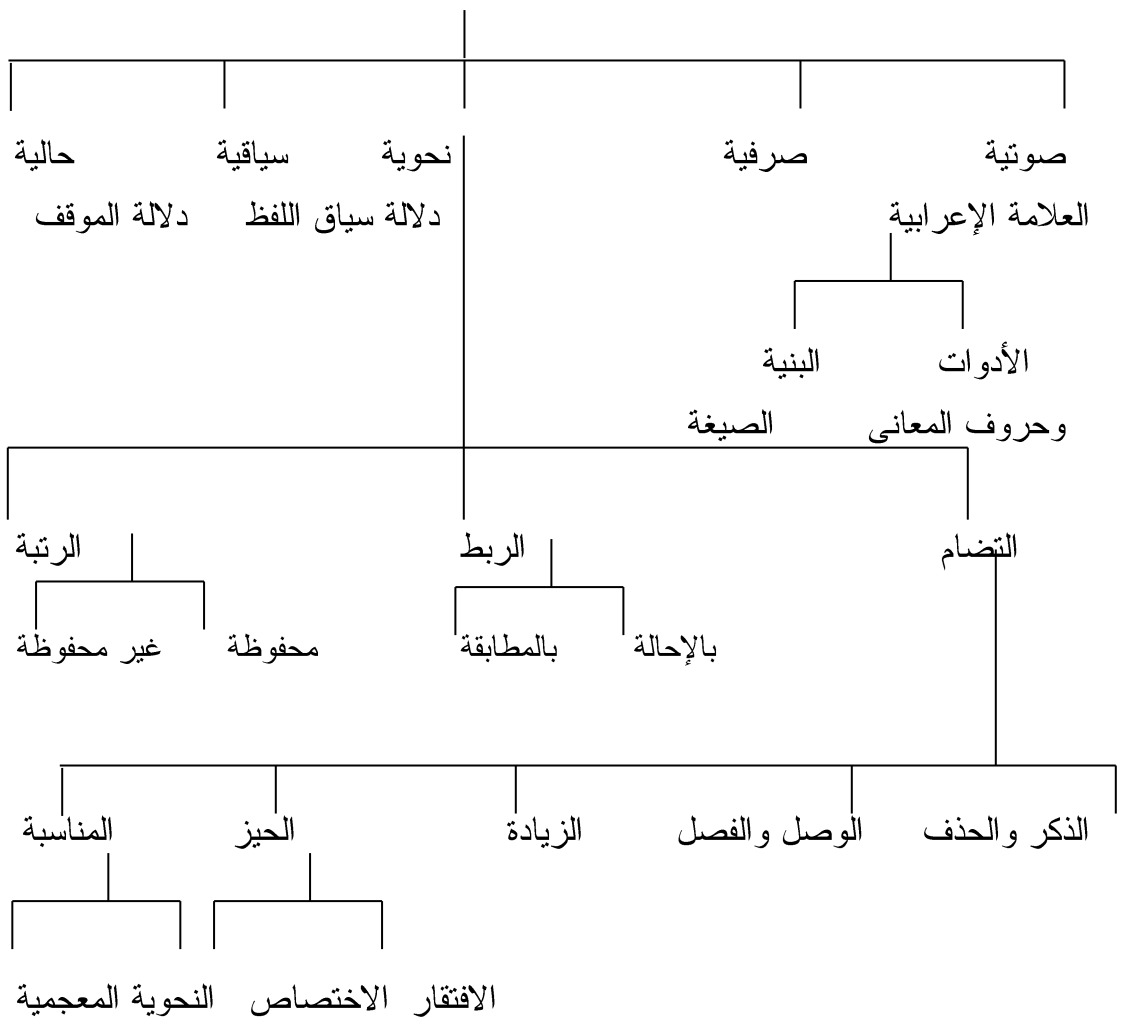 صوتية صرفية نحوية سياقية حالية
العلامة الإعرابية دلالة سياق اللفظ دلالة الموقف
الأدوات البنية
وحروف المعانى الصيغة
التضام الربط الرتبة
بالإحالة بالمطابقة محفوظة غير محفوظة
الذكر والحذف الوصل والفصل الزيادة الحيز المناسبة
الافتقار الاختصاص النحوية المعجمية